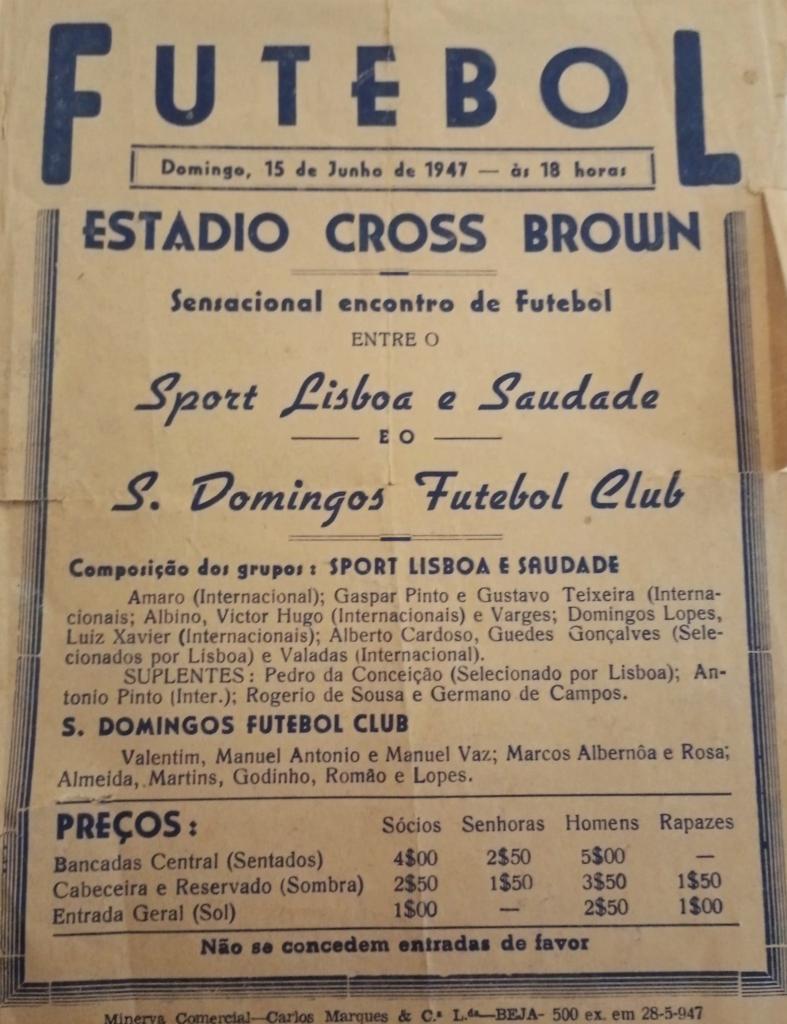 FUTEBOL
Domingo, 15 de Junho de 1947 — às 18 horas
ESTADIO CROSS BROWN
Sensacional encontro de Futebol
ENTRE O
Sport Lisboa e Saudade
E O
S. Domingos Futebol Club
Composição dos grupos: SPORT LISBOA E SAUDADE
Amaro (Internacional); Gaspar Pinto e Gustavo Teixeira (Interna-
cionais; Albino, Victor Hugo (Internacionais) e Varges; Domingos Lopes,
Luiz Xavier (Internacionais); Alberto Cardoso, Guedes Gonçalves (Sele-
cionados por Lisboa) e Valadas (Internacional).
SUPLENTES: Pedro da Conceição (Selecionado por Lisboa); An-
tonio Pinto (Inter.); Rogerio de Sousa e Germano de Campos.
S. DOMINGOS FUTEBOL CLUB
Valentim, Manuel Antonio e Manuel Vaz; Marcos Albernôa e Rosa;
Almeida, Martins, Godinho, Romão e Lopes.
PREÇOS: Sócios Senhoras Homens Rapazes
Bancadas Central (Sentados) 4$00 2$50 5$00 —
Cabeceira e Reservado (Sombra) 2$50 1$50 3$50 1$50
Entrada Geral (Sol) 1$00 — 2$50 1$00
Não se concedem entradas de favor
Minerva Comercial—Carlos Marques & C.ª L.da—BEJA- 500 ex. em 28-5-947